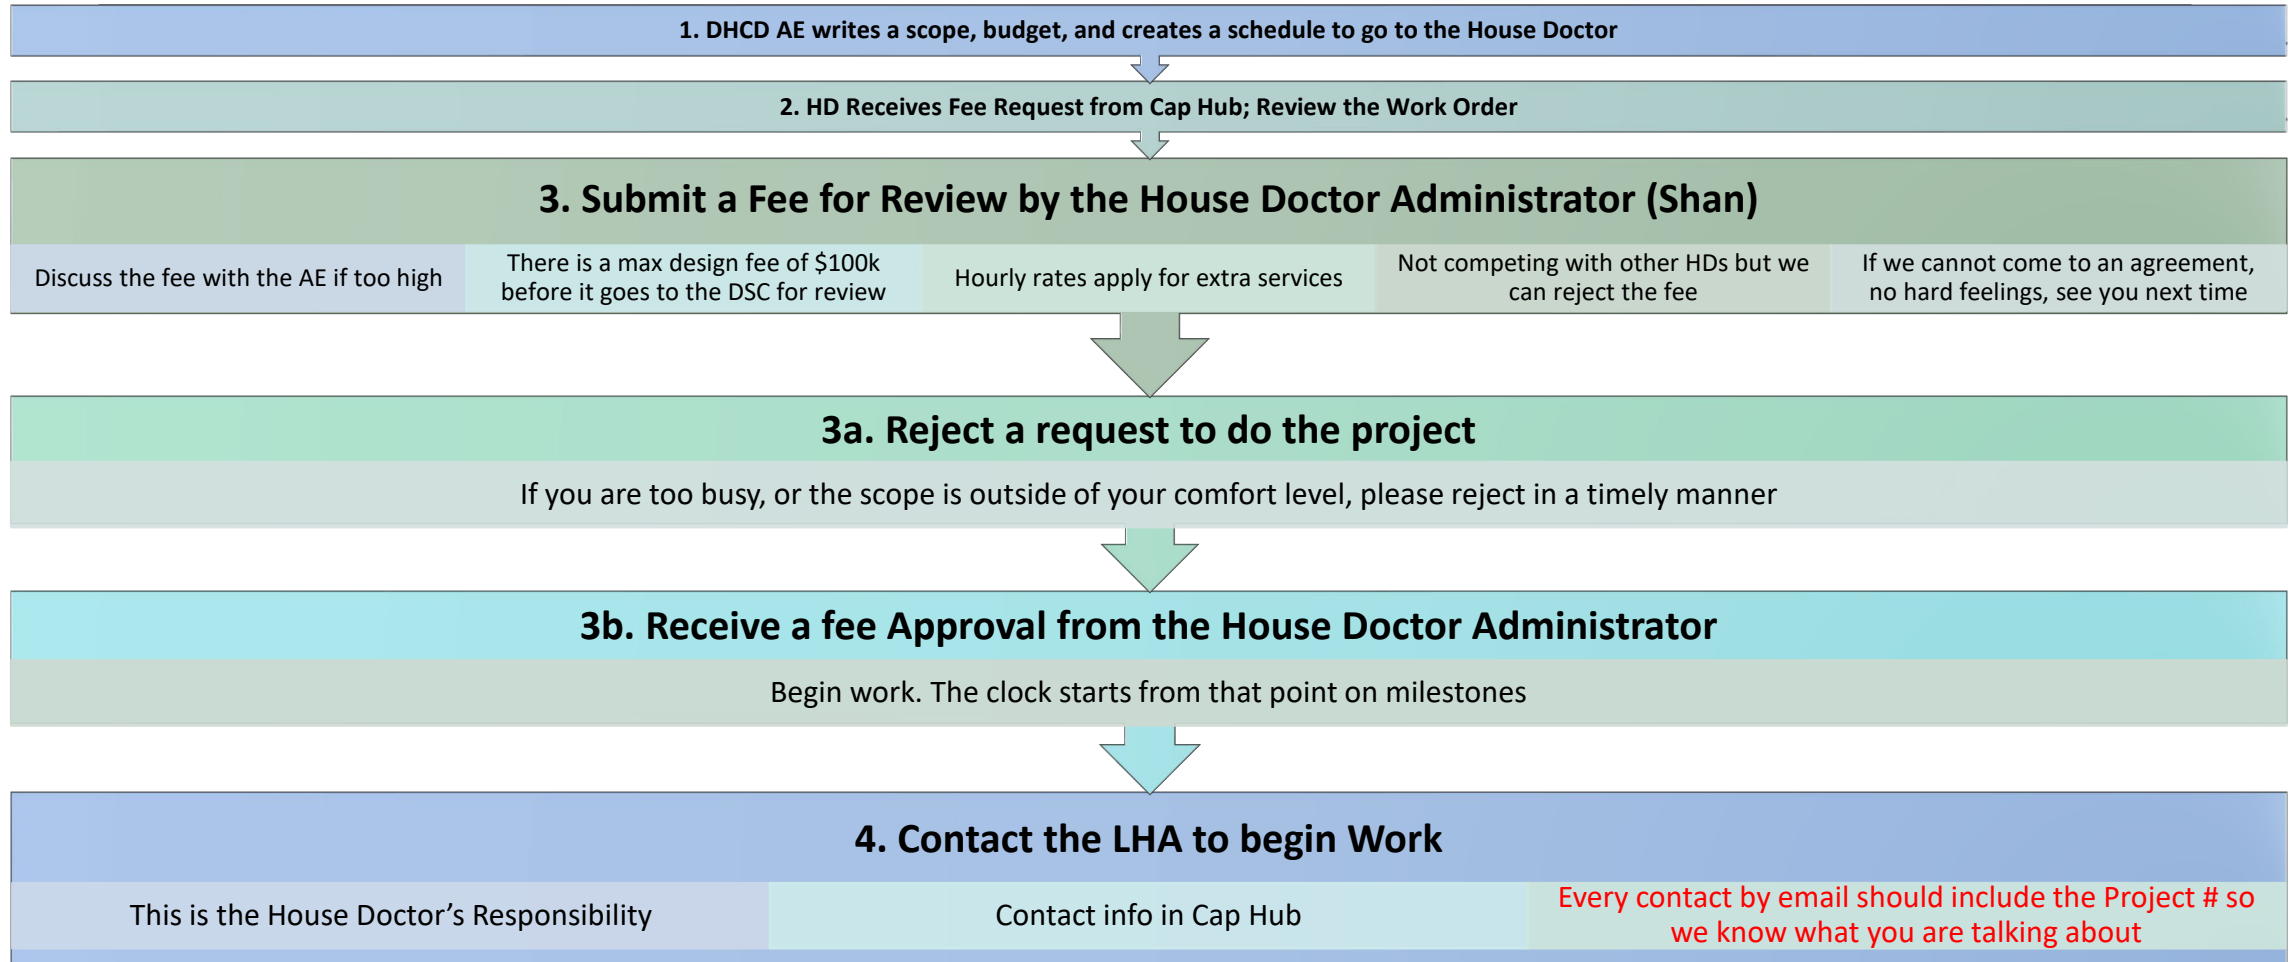 1. DHCD AE writes a scope, budget, and creates a schedule to go to the House Doctor
2. HD Receives Fee Request from Cap Hub; Review the Work Order
3. Submit a Fee for Review by the House Doctor Administrator (Shan)
Discuss the fee with the AE if too high
There is a max design fee of $100k
before it goes to the DSC for review
Hourly rates apply for extra services
Not competing with other HDs but we
can reject the fee
If we cannot come to an agreement,
no hard feelings, see you next time
3a. Reject a request to do the project
If you are too busy, or the scope is outside of your comfort level, please reject in a timely manner
3b. Receive a fee Approval from the House Doctor Administrator
Begin work. The clock starts from that point on milestones
4. Contact the LHA to begin Work
This is the House Doctor’s Responsibility
Contact info in Cap Hub
Every contact by email should include the Project # so
we know what you are talking about